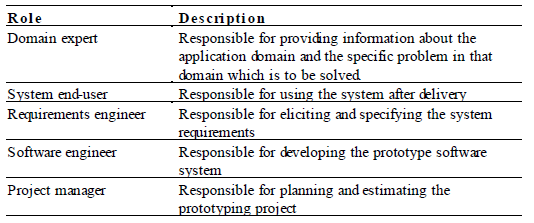 Role Description
Domain expert Responsible for providing information about the
application domain and the specific problem in that
domain which is to be solved.
System end-user Responsible for using the system after delivery
Requirements engineer Responsible for eliciting and specifying the system
requirements
Software engineer Responsible for developing the prototype software
system
Project manager Responsible for planning and estimating the
prototyping project